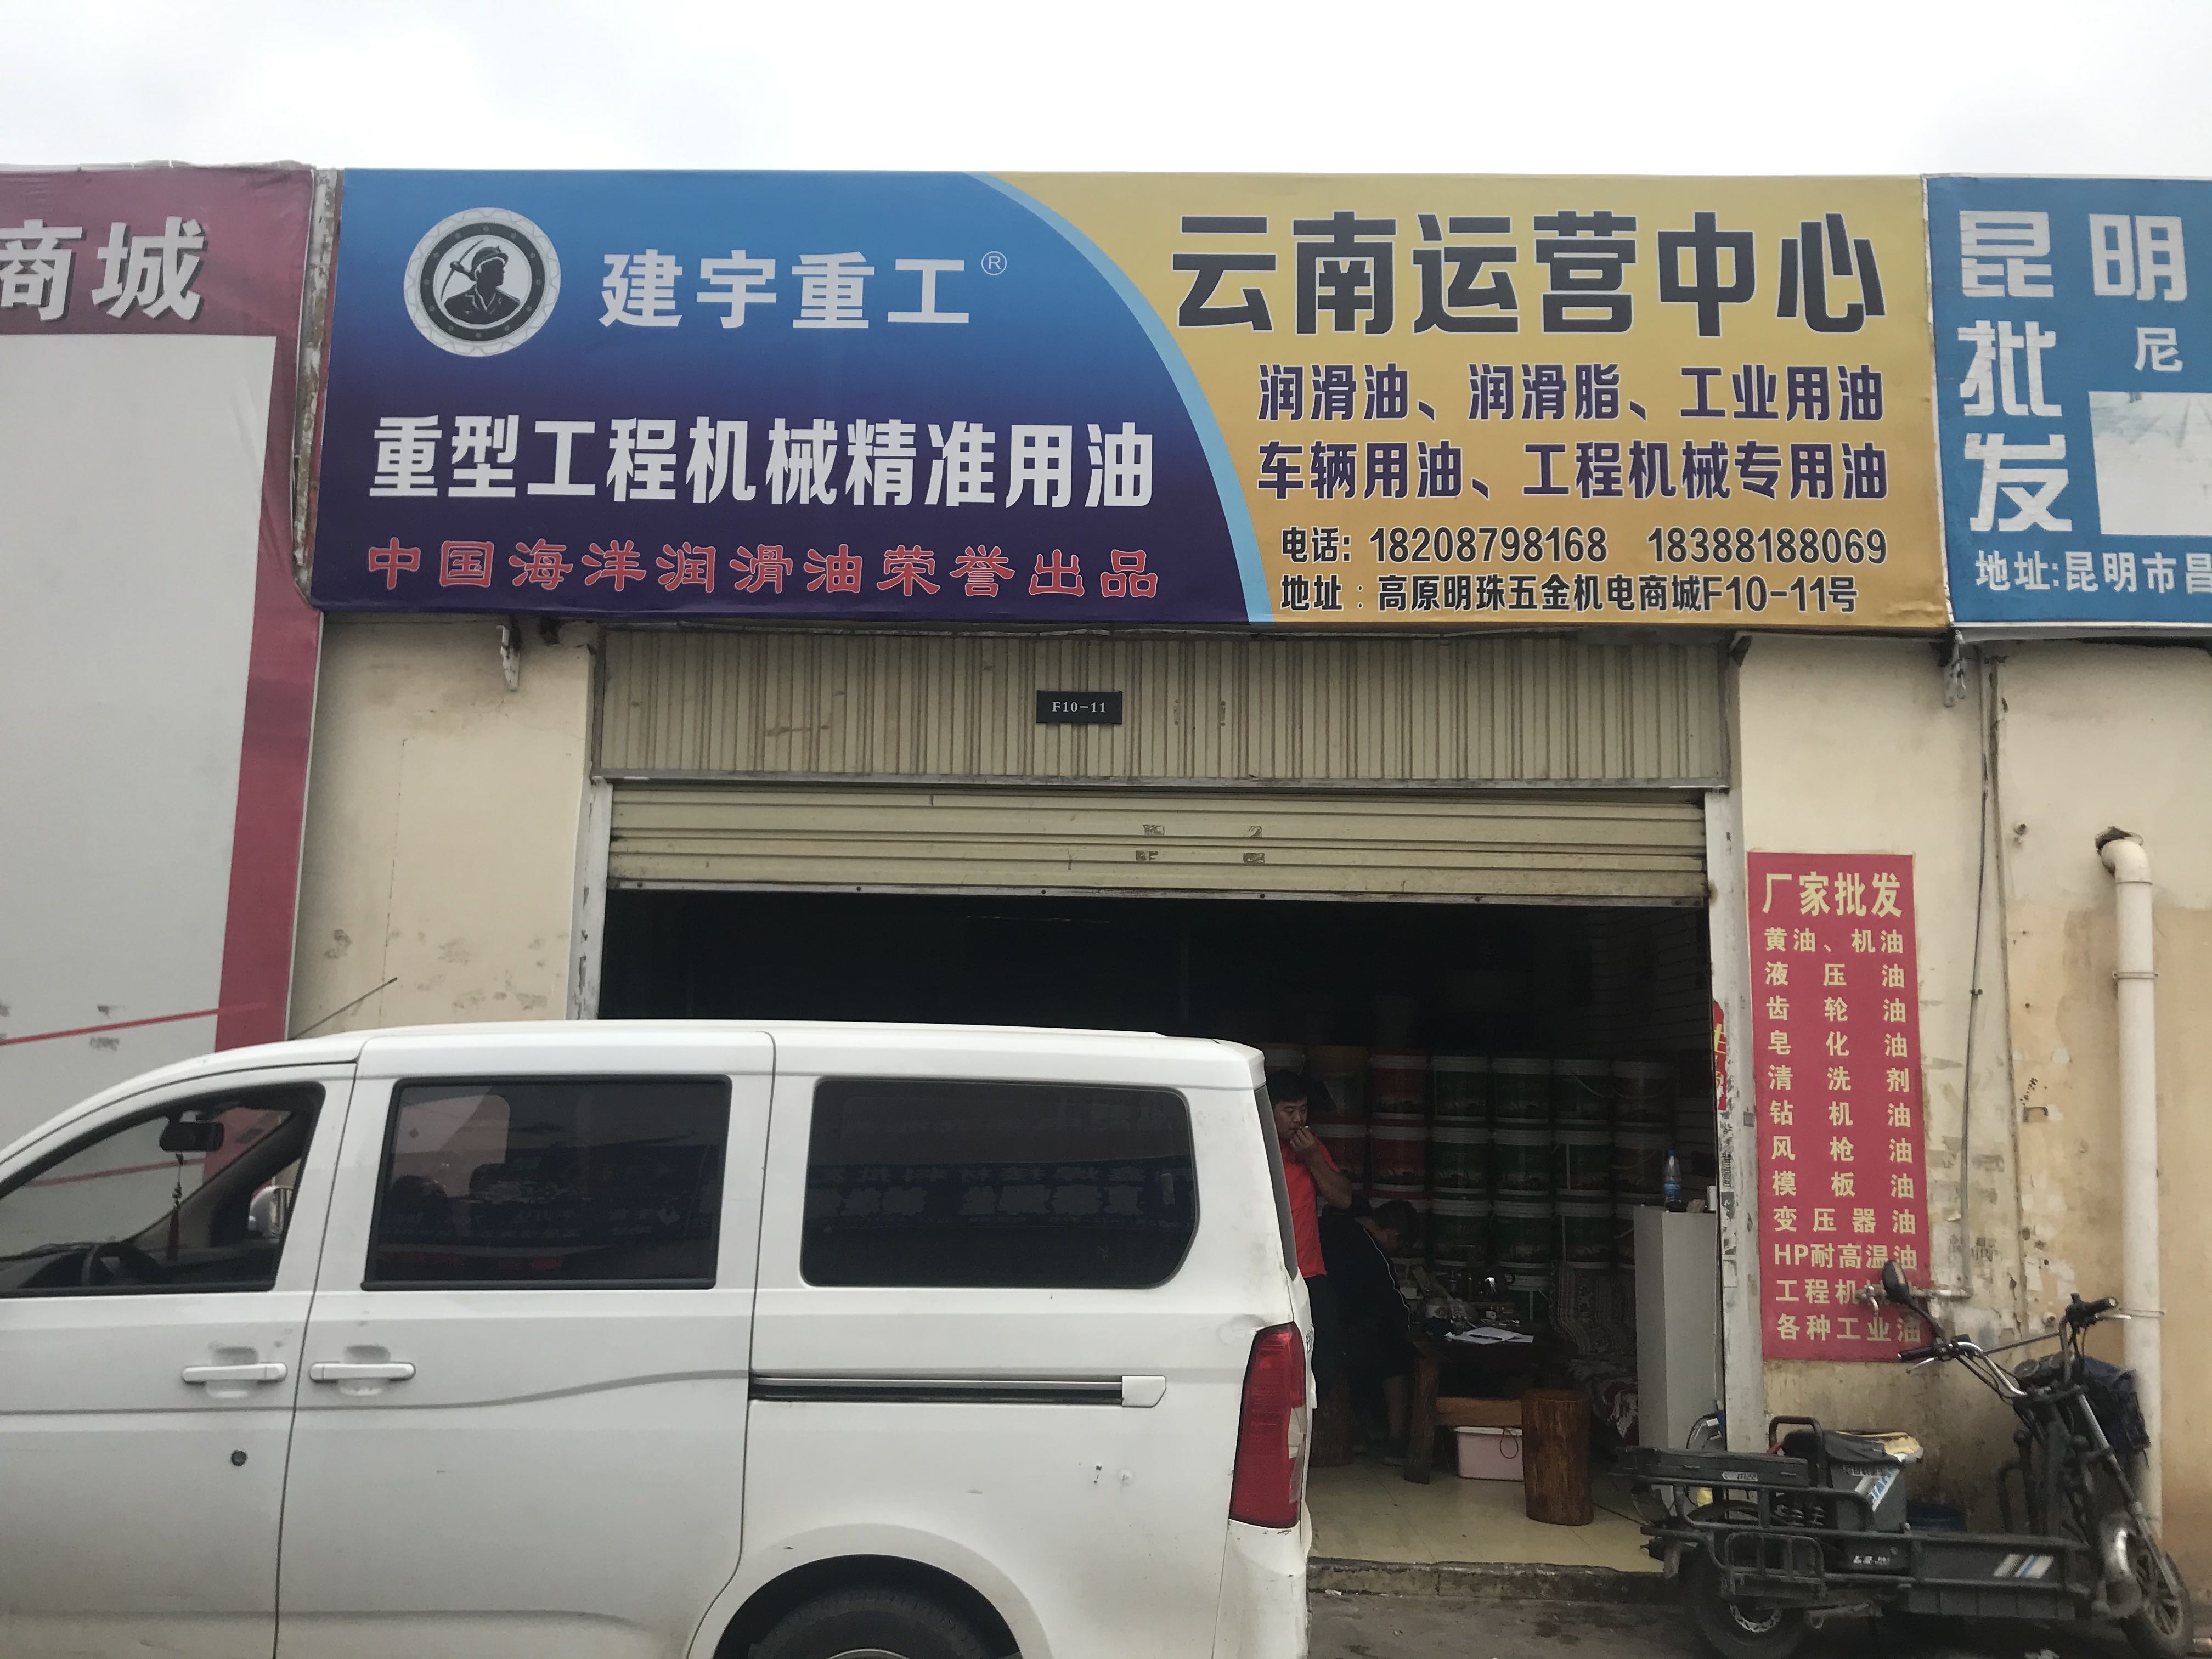 商城
建宇重工®
重型工程机械精准用油
中国海洋润滑油荣誉出品
云南运营中心
润滑油、润滑脂、工业用油
车辆用油、工程机械专用油
电话: 18208798168 18388188069
地址: 高原明珠五金机电商城F10-11号
昆明
批发
尼
地址:昆明市昌
F10-11
厂家批发
黄油、机油
液压油
齿轮油
皂化油
清洗剂
钻机油
风枪油
模板油
变压器油
HP耐高温油
工程机
各种工业油